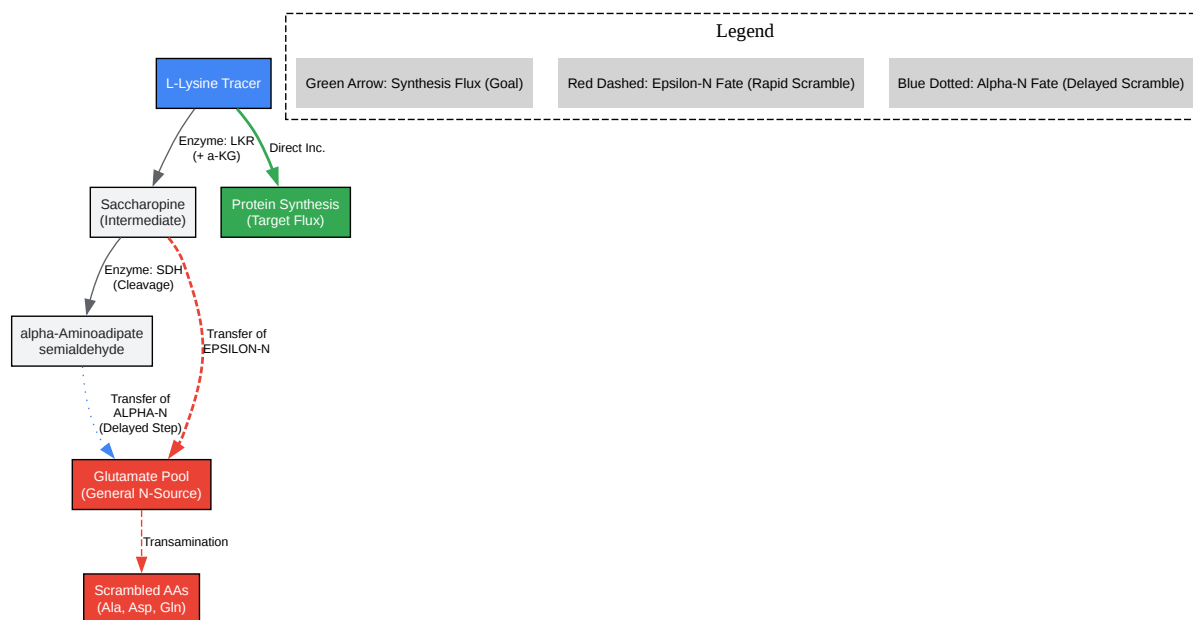 Legend
L-Lysine Tracer
Green Arrow: Synthesis Flux (Goal)
Red Dashed: Epsilon-N Fate (Rapid Scramble)
Blue Dotted: Alpha-N Fate (Delayed Scramble)
Enzyme: LKR
(+ a-KG)
Direct Inc.
Saccharopine
(Intermediate)
Protein Synthesis
(Target Flux)
Enzyme: SDH
(Cleavage)
alpha-Aminoadipate
semialdehyde
Transfer of
EPSILON-N
Transfer of
ALPHA-N
(Delayed Step)
Glutamate Pool
(General N-Source)
Transamination
Scrambled AAs
(Ala, Asp, Gln)